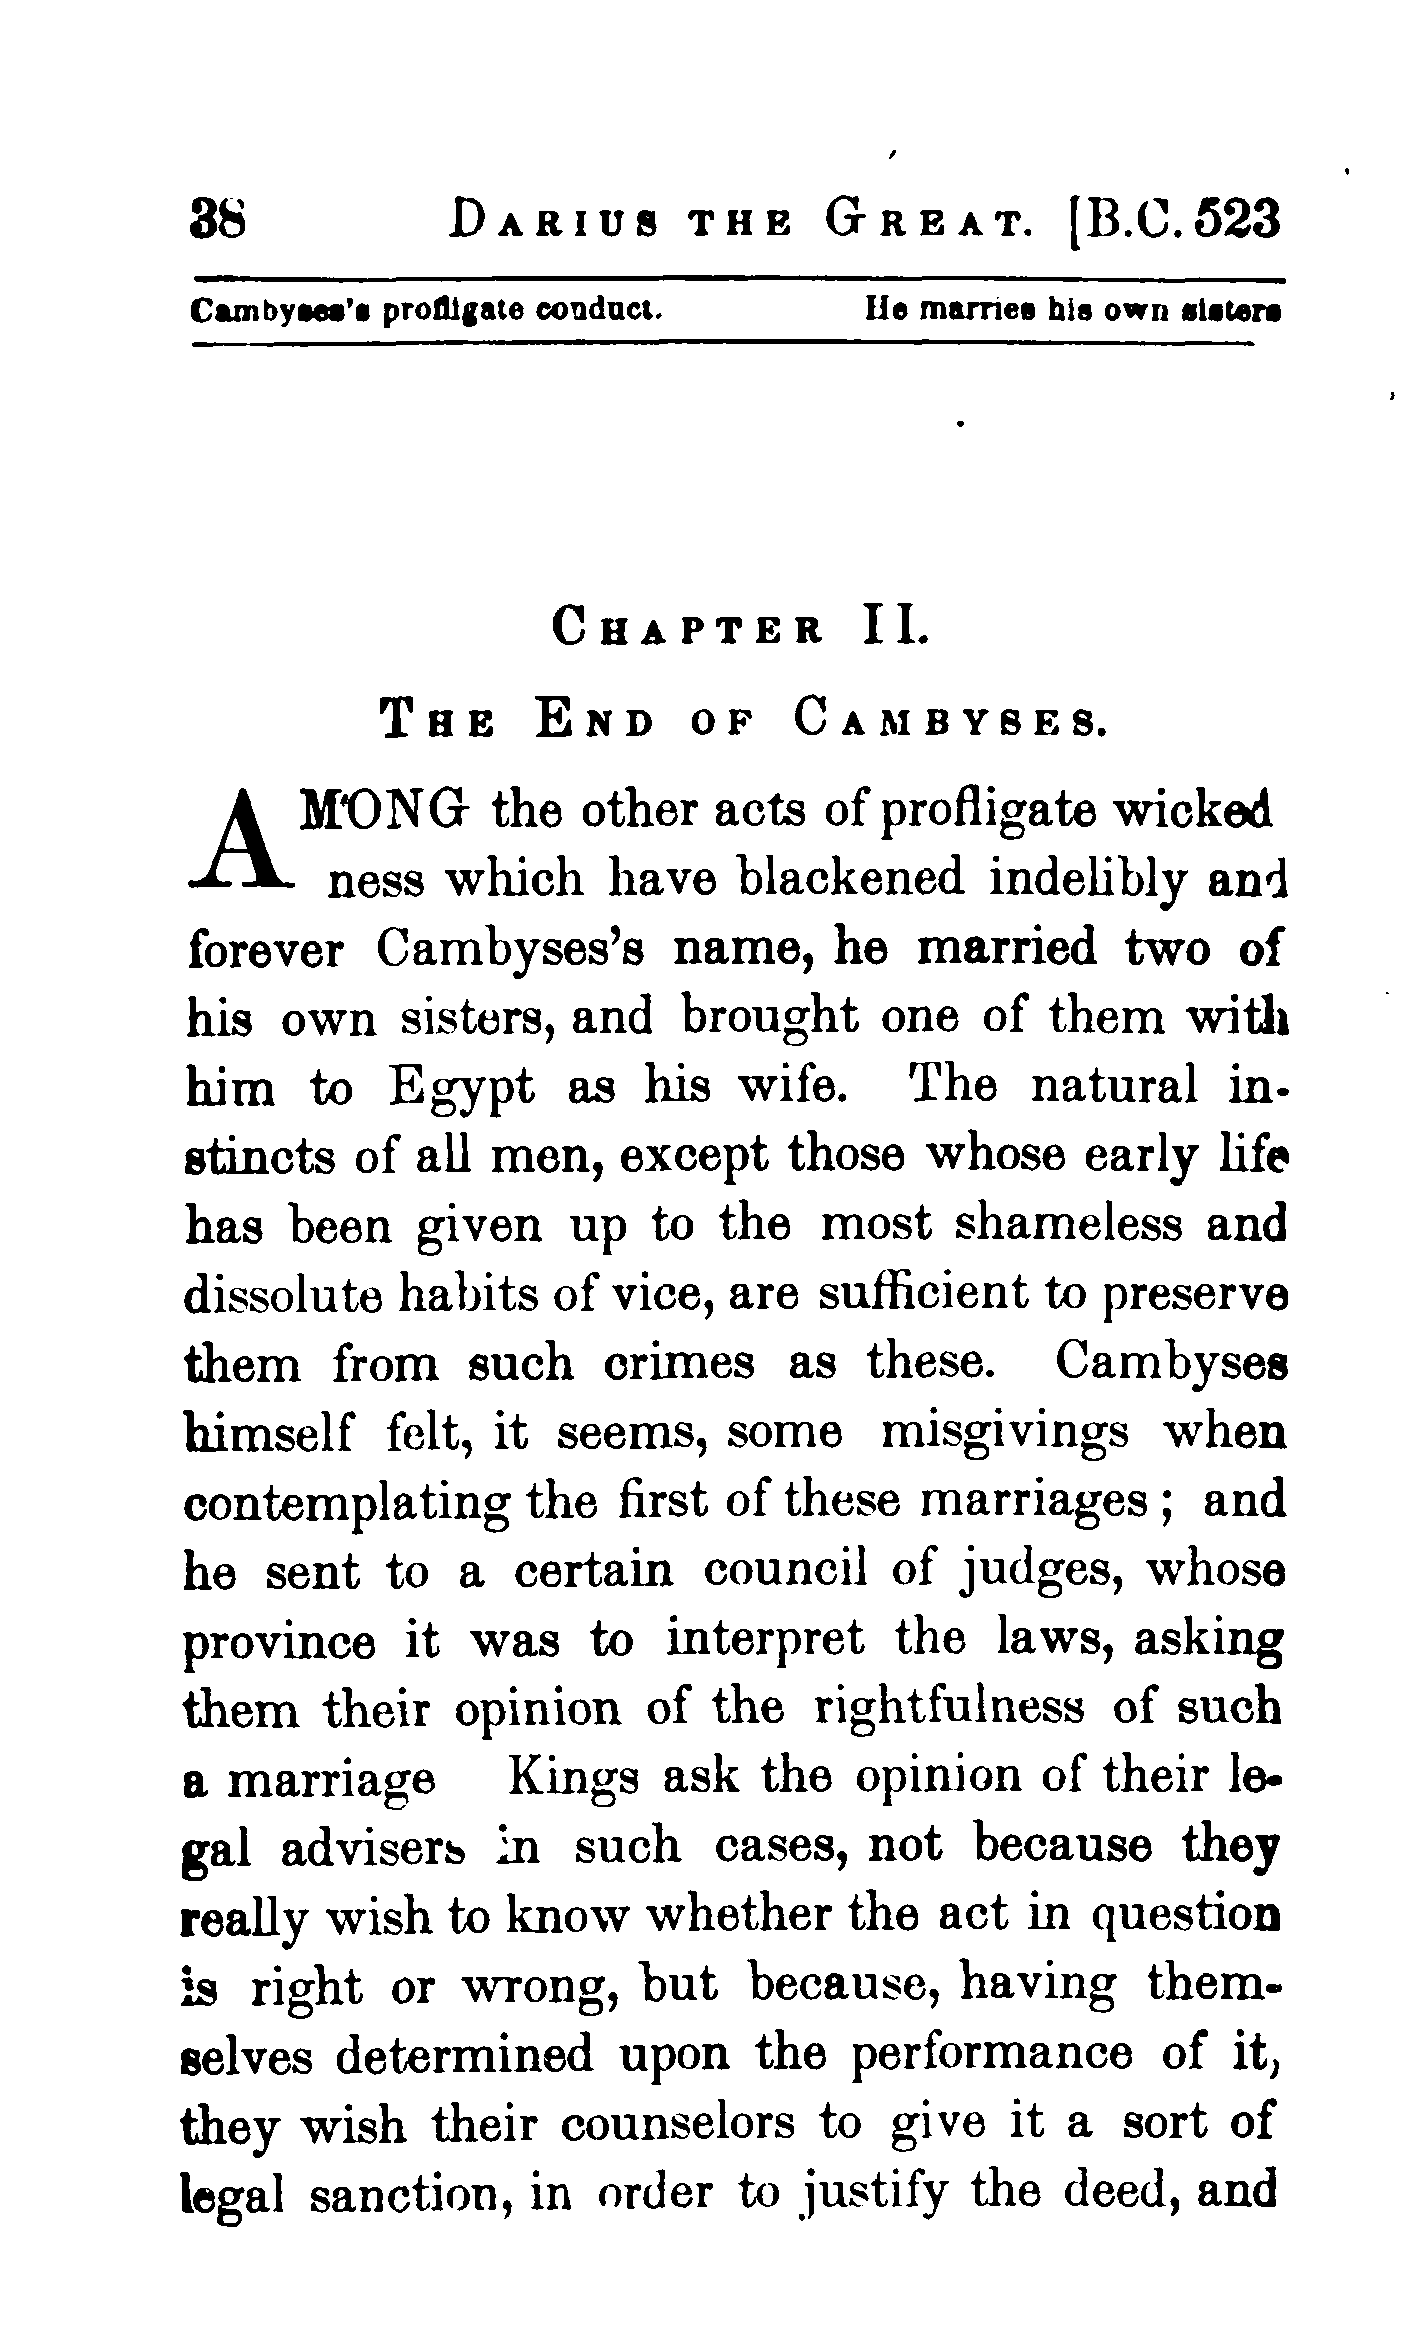 38 DARIUS THE GREAT. [B.C. 523
Cambyses's profligate conduct. He marries his own sisters
CHAPTER II.
THE END OF CAMBYSES.
AMONG the other acts of profligate wicked
ness which have blackened indelibly and
forever Cambyses's name, he married two of
his own sisters, and brought one of them with
him to Egypt as his wife. The natural in-
stincts of all men, except those whose early life
has been given up to the most shameless and
dissolute habits of vice, are sufficient to preserve
them from such crimes as these. Cambyses
himself felt, it seems, some misgivings when
contemplating the first of these marriages; and
he sent to a certain council of judges, whose
province it was to interpret the laws, asking
them their opinion of the rightfulness of such
a marriage Kings ask the opinion of their le-
gal advisers in such cases, not because they
really wish to know whether the act in question
is right or wrong, but because, having them-
selves determined upon the performance of it,
they wish their counselors to give it a sort of
legal sanction, in order to justify the deed, and